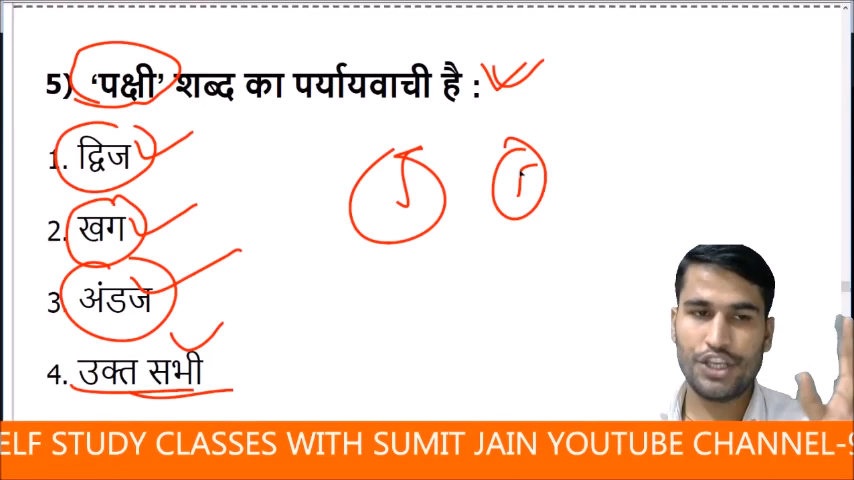 5) ‘पक्षी’ शब्द का पर्यायवाची है :
1. द्विज
2. खग
3. अंडज
4. उक्त सभी
ELF STUDY CLASSES WITH SUMIT JAIN YOUTUBE CHANNEL-9